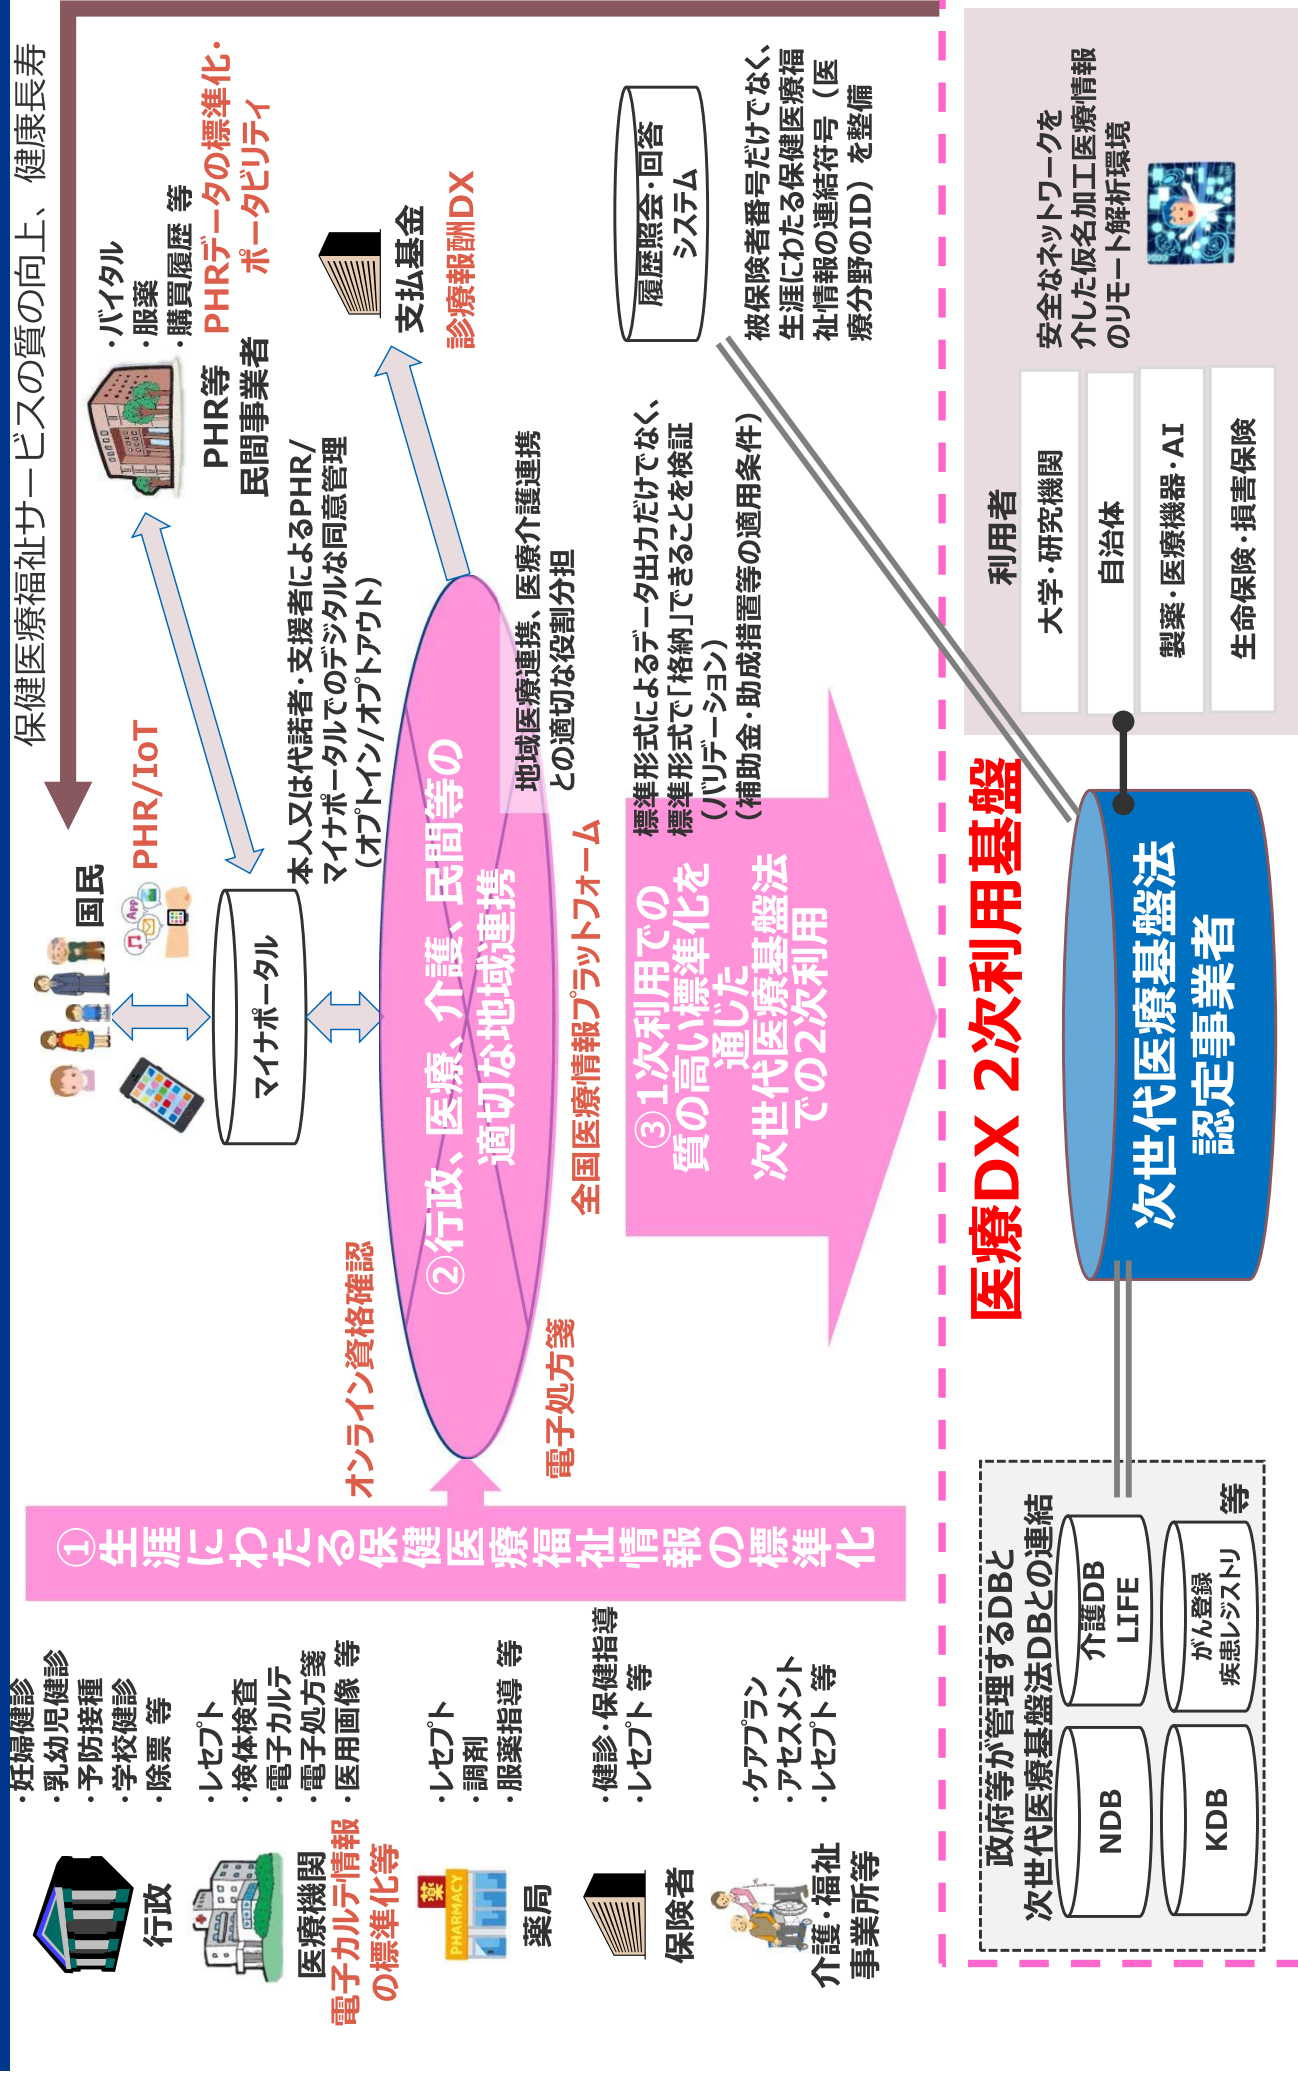 保健医療福祉サービスの質の向上、健康長寿
行政
・妊婦健診
・乳幼児健診
・予防接種
・学校健診
・除票 等
医療機関
電子カルテ情報
の標準化等
・レセプト
・検体検査
・電子カルテ
・電子処方箋
・医用画像 等
薬
PHARMACY
薬局
・レセプト
・調剤
・服薬指導 等
保険者
・健診・保健指導
・レセプト 等
介護・福祉
事業所等
・ケアプラン
・アセスメント
・レセプト 等
①生涯にわたる保健医療福祉情報の標準化
オンライン資格確認
電子処方箋
国民
App
PHR/IoT
マイナポータル
②行政、医療、介護、民間等の
適切な地域連携
全国医療情報プラットフォーム
本人又は代諾者・支援者によるPHR/
マイナポータルでのデジタルな同意管理
（オプトイン/オプトアウト）
地域医療連携、医療介護連携
との適切な役割分担
PHR等
民間事業者
・バイタル
・服薬
・購買履歴 等
PHRデータの標準化・
ポータビリティ
支払基金
診療報酬DX
③1次利用での
質の高い標準化を
通じた
次世代医療基盤法
での2次利用
標準形式によるデータ出力だけでなく、
標準形式で「格納」できることを検証
（バリデーション）
（補助金・助成措置等の適用条件）
履歴照会・回答
システム
被保険者番号だけでなく、
生涯にわたる保健医療福
祉情報の連結符号（医
療分野のID）を整備
医療DX 2次利用基盤
政府等が管理するDBと
次世代医療基盤法DBとの連結
NDB
介護DB
LIFE
KDB
がん登録
疾患レジストリ
等
次世代医療基盤法
認定事業者
利用者
大学・研究機関
自治体
製薬・医療機器・AI
生命保険・損害保険
安全なネットワークを
介した仮名加工医療情報
のリモート解析環境